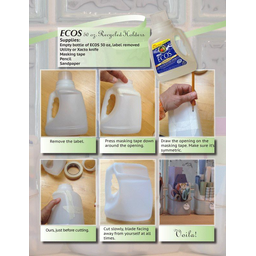 ECOS 50 oz. Recycled Holders
Supplies:
Empty bottle of ECOS 50 oz, label removed
Utility or Xacto knife
Masking tape
Pencil
Sandpaper
ECOS
Remove the label.
Press masking tape down
around the opening.
Draw the opening on the
masking tape. Make sure it's
symmetric.
Ours, just before cutting.
Cut slowly, blade facing
away from yourself at all
times.
Voila!